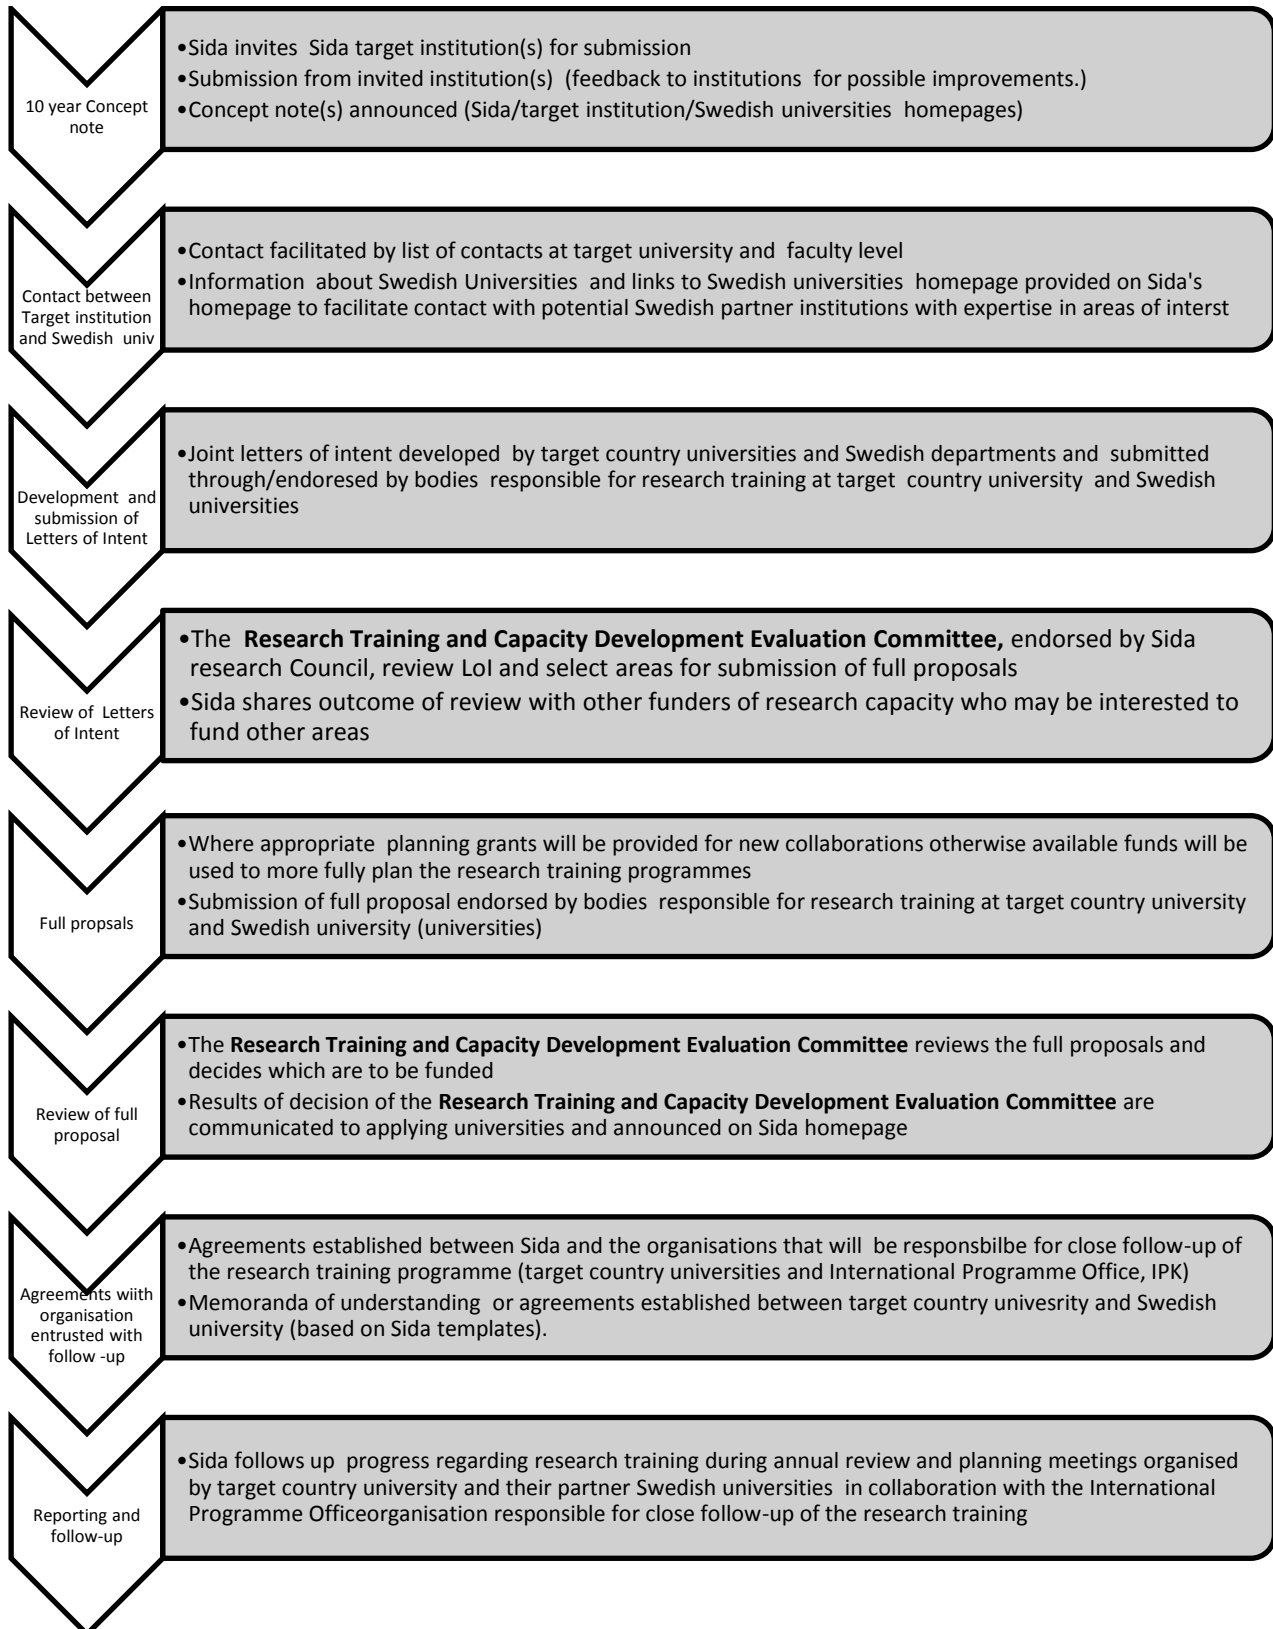 10 year Concept
note
•Sida invites Sida target institution(s) for submission
•Submission from invited institution(s) (feedback to institutions for possible improvements.)
•Concept note(s) announced (Sida/target institution/Swedish universities homepages)
Contact between
Target institution
and Swedish univ
•Contact facilitated by list of contacts at target university and faculty level
•Information about Swedish Universities and links to Swedish universities homepage provided on Sida's
homepage to facilitate contact with potential Swedish partner institutions with expertise in areas of interst
Development and
submission of
Letters of Intent
•Joint letters of intent developed by target country universities and Swedish departments and submitted
through/endoresed by bodies responsible for research training at target country university and Swedish
universities
Review of Letters
of Intent
•The Research Training and Capacity Development Evaluation Committee, endorsed by Sida
research Council, review LoI and select areas for submission of full proposals
•Sida shares outcome of review with other funders of research capacity who may be interested to
fund other areas
Full propsals
•Where appropriate planning grants will be provided for new collaborations otherwise available funds will be
used to more fully plan the research training programmes
•Submission of full proposal endorsed by bodies responsible for research training at target country university
and Swedish university (universities)
Review of full
proposal
•The Research Training and Capacity Development Evaluation Committee reviews the full proposals and
decides which are to be funded
•Results of decision of the Research Training and Capacity Development Evaluation Committee are
communicated to applying universities and announced on Sida homepage
Agreements wiith
organisation
entrusted with
follow -up
•Agreements established between Sida and the organisations that will be responsbilbe for close follow-up of
the research training programme (target country universities and International Programme Office, IPK)
•Memoranda of understanding or agreements established between target country univesrity and Swedish
university (based on Sida templates).
Reporting and
follow-up
•Sida follows up progress regarding research training during annual review and planning meetings organised
by target country university and their partner Swedish universities in collaboration with the International
Programme Officeorganisation responsible for close follow-up of the research training